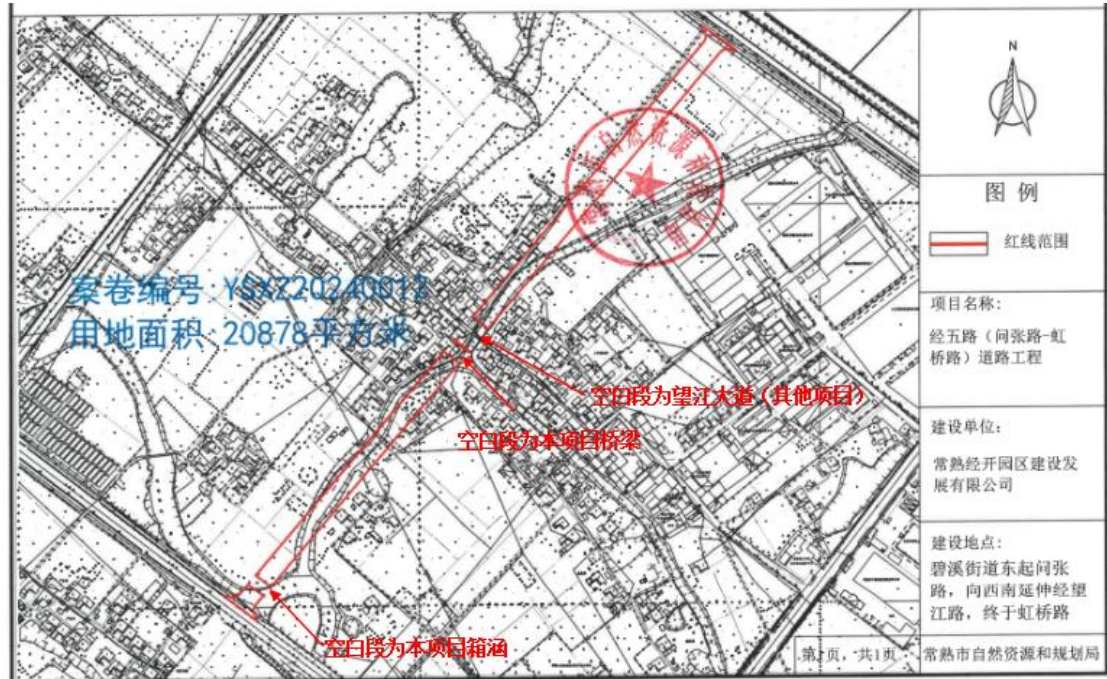 N
图 例
红线范围
项目名称：
经五路（问张路-虹
桥路）道路工程
建设单位：
常熟经开园区建设发
展有限公司
建设地点：
碧溪街道东起问张
路，向西南延伸经望
江路，终于虹桥路
常熟市自然资源和规划局
案卷编号:YSXZ20240012
用地面积:20878平方米
空白段为望江大道（其他项目）
空白段为本项目桥梁
空白段为本项目箱涵
第1页，共1页